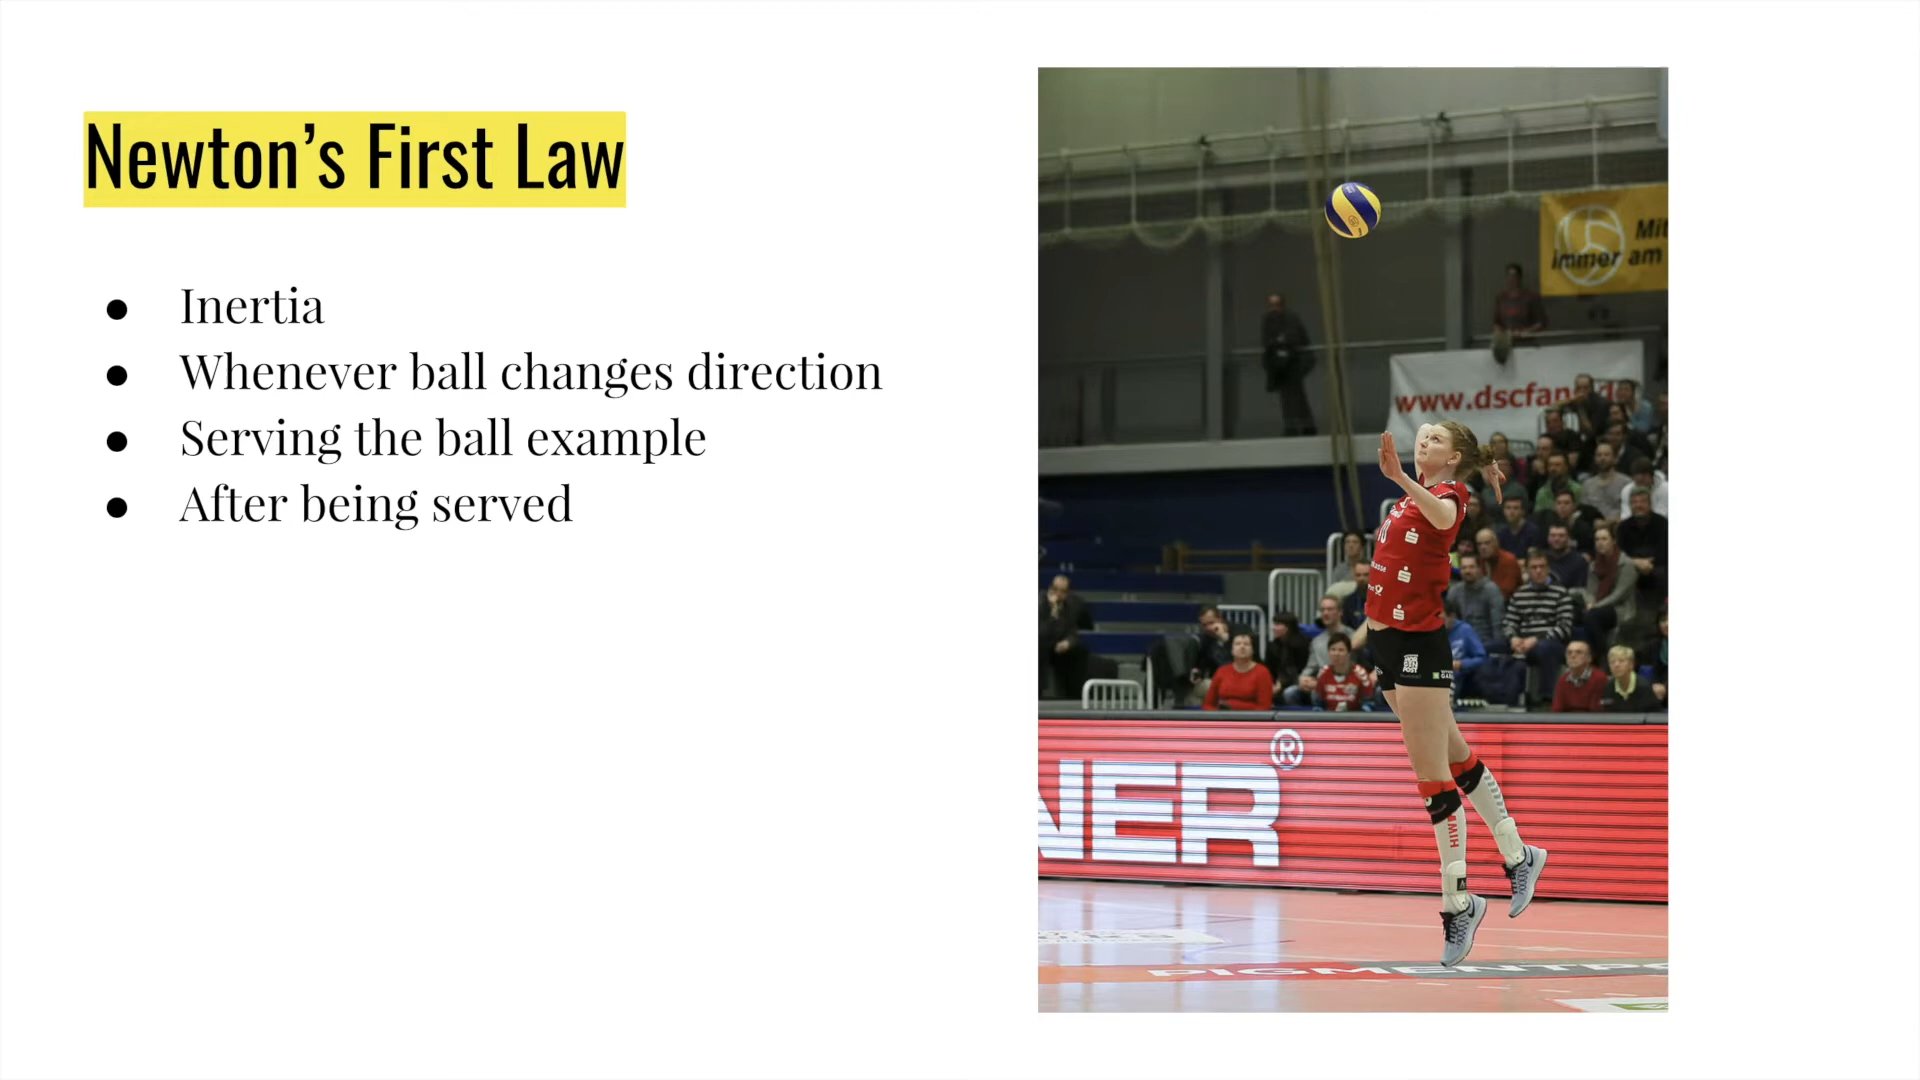 Newton’s First Law
● Inertia
● Whenever ball changes direction
● Serving the ball example
● After being served
Mit
immer am
www.dscfan
NER®